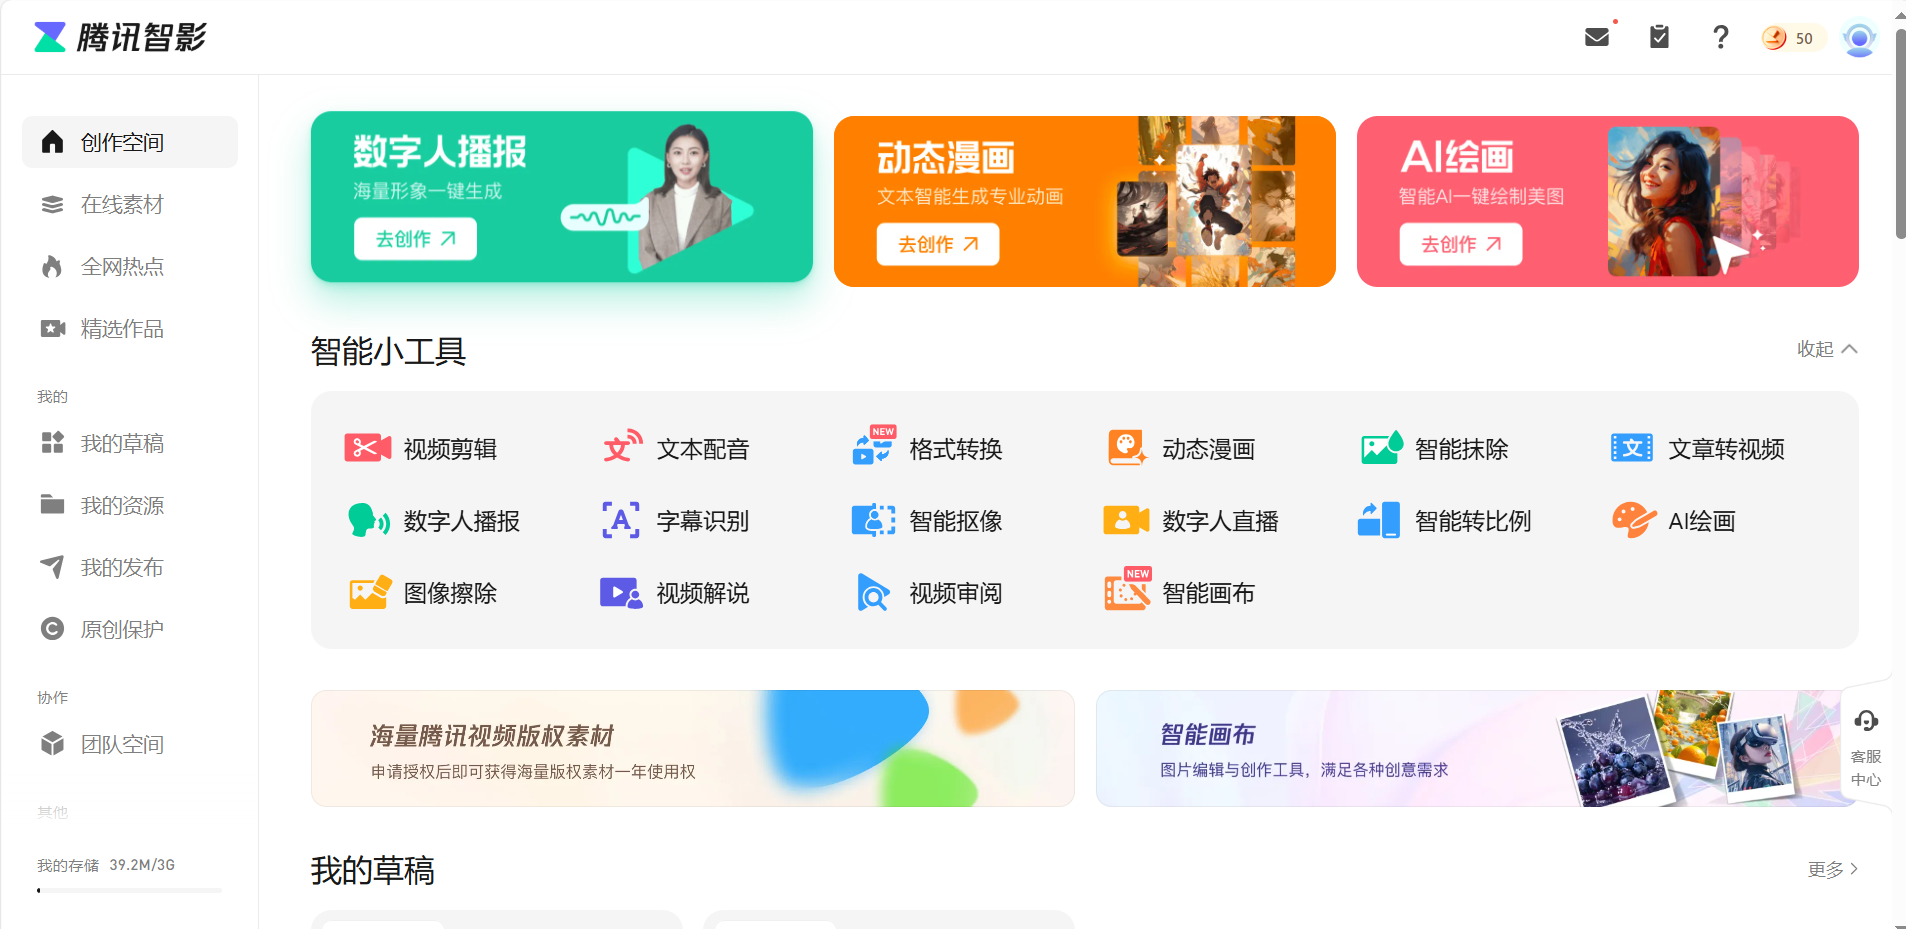 腾讯智影
50
创作空间
在线素材
全网热点
精选作品
我的
我的草稿
我的资源
我的发布
原创保护
协作
团队空间
其他
我的存储 39.2M/3G
数字人播报
海量形象一键生成
去创作
动态漫画
文本智能生成专业动画
去创作
AI绘画
智能AI一键绘制美图
去创作
智能小工具
收起
视频剪辑
文本配音
NEW
格式转换
动态漫画
智能抹除
文章转视频
数字人播报
字幕识别
智能抠像
数字人直播
智能转比例
AI绘画
图像擦除
视频解说
视频审阅
NEW
智能画布
海量腾讯视频版权素材
申请授权后即可获得海量版权素材一年使用权
智能画布
图片编辑与创作工具，满足各种创意需求
客服
中心
我的草稿
更多